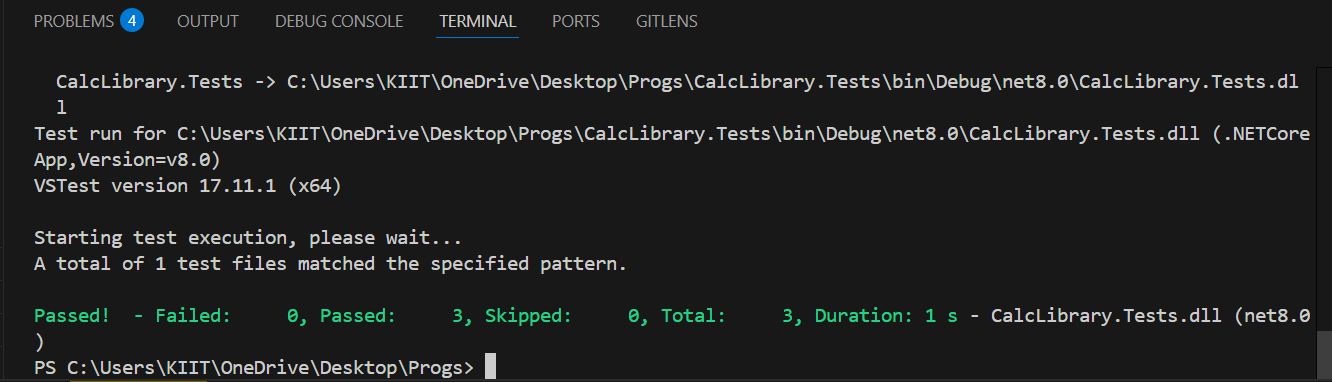 PROBLEMS 4 OUTPUT DEBUG CONSOLE TERMINAL PORTS GITLENS
CalcLibrary.Tests -> C:\Users\KIIT\OneDrive\Desktop\Progs\CalcLibrary.Tests\bin\Debug\net8.0\CalcLibrary.Tests.dl
l
Test run for C:\Users\KIIT\OneDrive\Desktop\Progs\CalcLibrary.Tests\bin\Debug\net8.0\CalcLibrary.Tests.dll (.NETCore
App,Version=v8.0)
VSTest version 17.11.1 (x64)
Starting test execution, please wait...
A total of 1 test files matched the specified pattern.
Passed!  - Failed:     0, Passed:     3, Skipped:     0, Total:     3, Duration: 1 s - CalcLibrary.Tests.dll (net8.0
)
PS C:\Users\KIIT\OneDrive\Desktop\Progs>